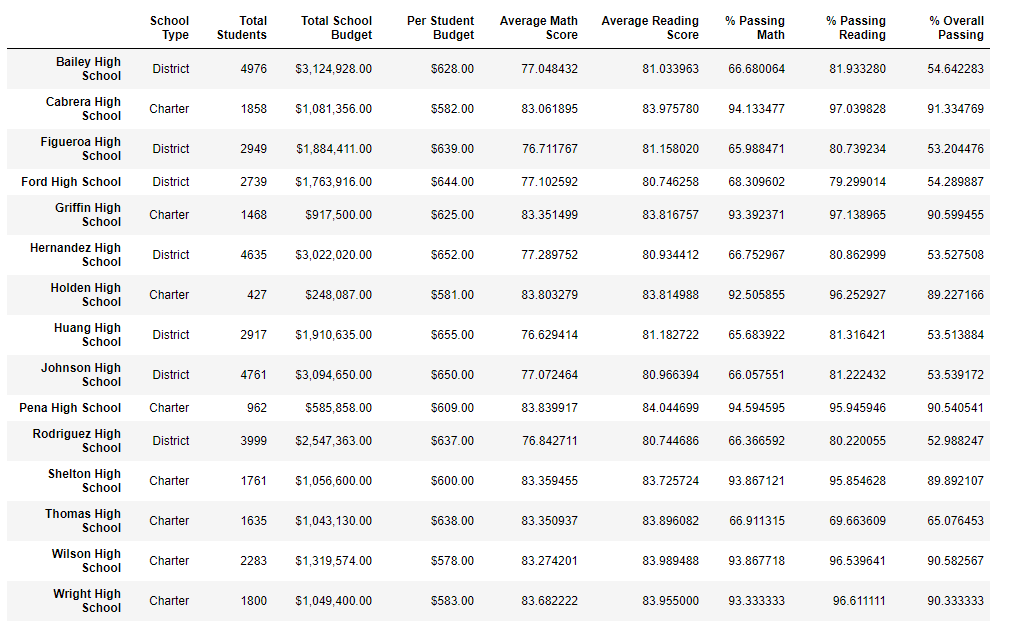 School Type Total Students Total School Budget Per Student Budget Average Math Score Average Reading Score % Passing Math % Passing Reading % Overall Passing
Bailey High School District 4976 $3,124,928.00 $628.00 77.048432 81.033963 66.680064 81.933280 54.642283
Cabrera High School Charter 1858 $1,081,356.00 $582.00 83.061895 83.975780 94.133477 97.039828 91.334769
Figueroa High School District 2949 $1,884,411.00 $639.00 76.711767 81.158020 65.988471 80.739234 53.204476
Ford High School District 2739 $1,763,916.00 $644.00 77.102592 80.746258 68.309602 79.299014 54.289887
Griffin High School Charter 1468 $917,500.00 $625.00 83.351499 83.816757 93.392371 97.138965 90.599455
Hernandez High School District 4635 $3,022,020.00 $652.00 77.289752 80.934412 66.752967 80.862999 53.527508
Holden High School Charter 427 $248,087.00 $581.00 83.803279 83.814988 92.505855 96.252927 89.227166
Huang High School District 2917 $1,910,635.00 $655.00 76.629414 81.182722 65.683922 81.316421 53.513884
Johnson High School District 4761 $3,094,650.00 $650.00 77.072464 80.966394 66.057551 81.222432 53.539172
Pena High School Charter 962 $585,858.00 $609.00 83.839917 84.044699 94.594595 95.945946 90.540541
Rodriguez High School District 3999 $2,547,363.00 $637.00 76.842711 80.744686 66.366592 80.220055 52.988247
Shelton High School Charter 1761 $1,056,600.00 $600.00 83.359455 83.725724 93.867121 95.854628 89.892107
Thomas High School Charter 1635 $1,043,130.00 $638.00 83.350937 83.896082 66.911315 69.663609 65.076453
Wilson High School Charter 2283 $1,319,574.00 $578.00 83.274201 83.989488 93.867718 96.539641 90.582567
Wright High School Charter 1800 $1,049,400.00 $583.00 83.682222 83.955000 93.333333 96.611111 90.333333